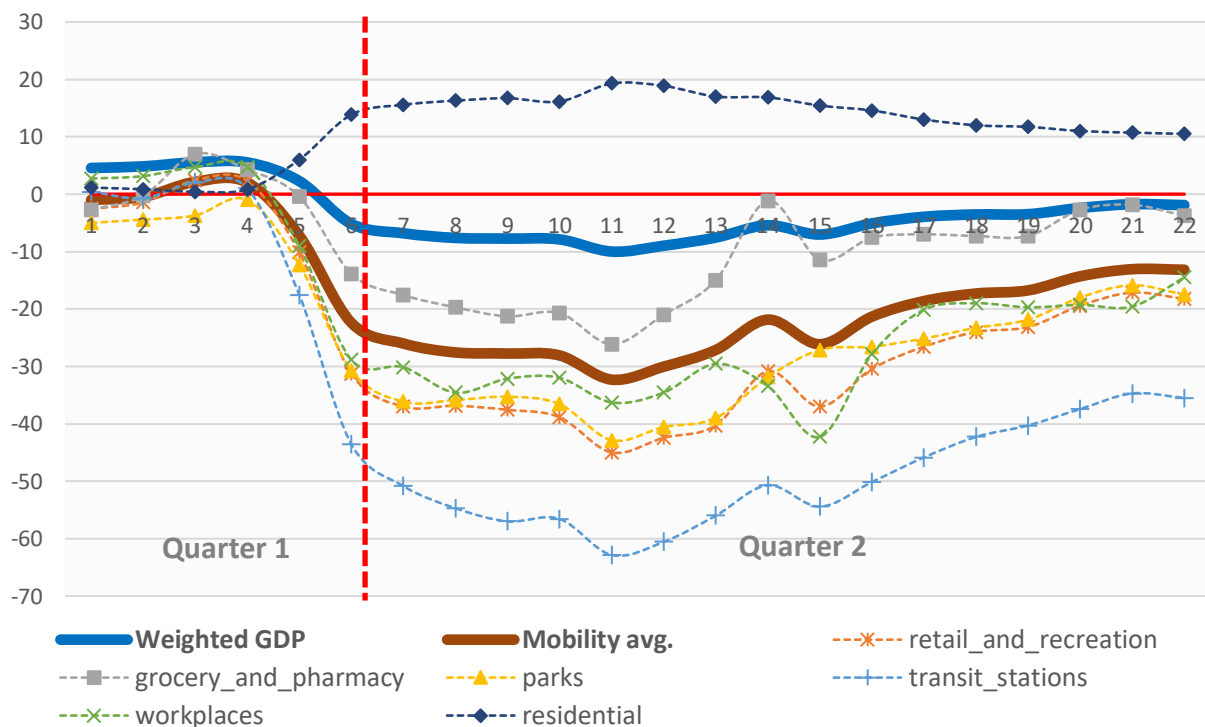 30
20
10
0
1 2 3 4 5 6 7 8 9 10 11 12 13 14 15 16 17 18 19 20 21 22
-10
-20
-30
-40
-50
-60
Quarter 1 Quarter 2
-70
Weighted GDP Mobility avg. retail_and_recreation
grocery_and_pharmacy parks transit_stations
workplaces residential